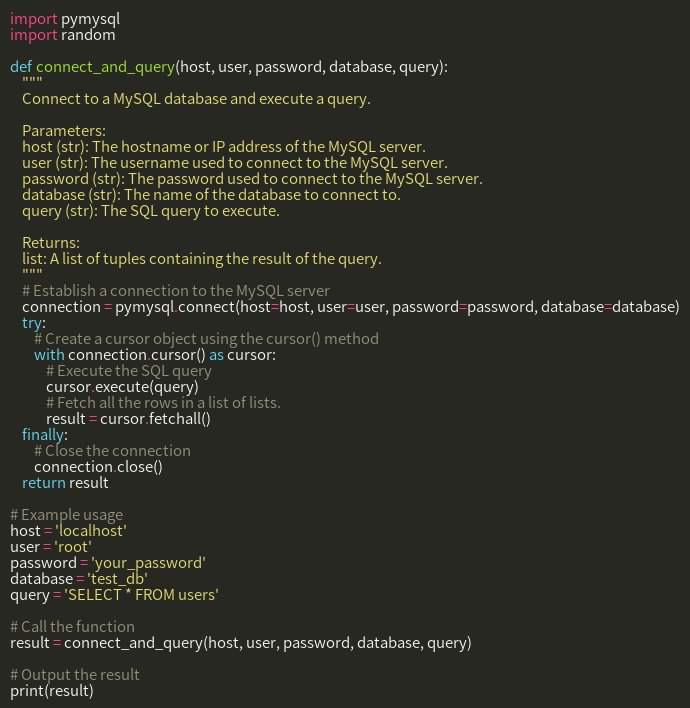 import pymysql
import random

def connect_and_query(host, user, password, database, query):
    """
    Connect to a MySQL database and execute a query.

    Parameters:
    host (str): The hostname or IP address of the MySQL server.
    user (str): The username used to connect to the MySQL server.
    password (str): The password used to connect to the MySQL server.
    database (str): The name of the database to connect to.
    query (str): The SQL query to execute.

    Returns:
    list: A list of tuples containing the result of the query.
    """
    # Establish a connection to the MySQL server
    connection = pymysql.connect(host=host, user=user, password=password, database=database)
    try:
        # Create a cursor object using the cursor() method
        with connection.cursor() as cursor:
            # Execute the SQL query
            cursor.execute(query)
            # Fetch all the rows in a list of lists.
            result = cursor.fetchall()
    finally:
        # Close the connection
        connection.close()
    return result

# Example usage
host = 'localhost'
user = 'root'
password = 'your_password'
database = 'test_db'
query = 'SELECT * FROM users'

# Call the function
result = connect_and_query(host, user, password, database, query)

# Output the result
print(result)